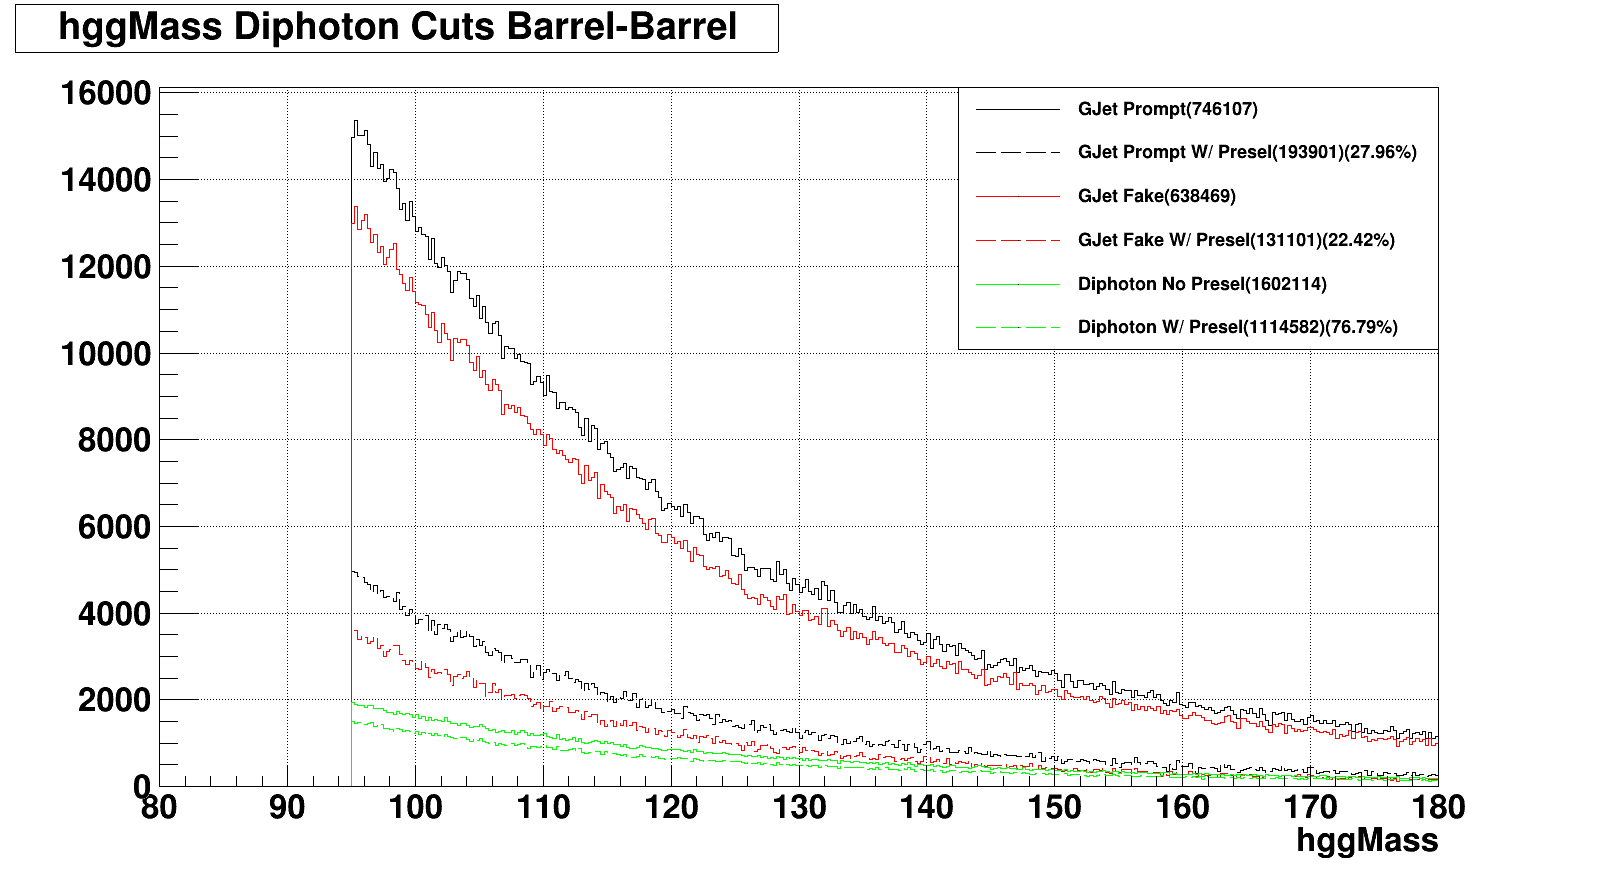 hggMass Diphoton Cuts Barrel-Barrel
16000
14000
12000
10000
8000
6000
4000
2000
0
GJet Prompt(746107)
GJet Prompt W/ Presel(193901)(27.96%)
GJet Fake(638469)
GJet Fake W/ Presel(131101)(22.42%)
Diphoton No Presel(1602114)
Diphoton W/ Presel(1114582)(76.79%)
80 90 100 110 120 130 140 150 160 170 180
hggMass